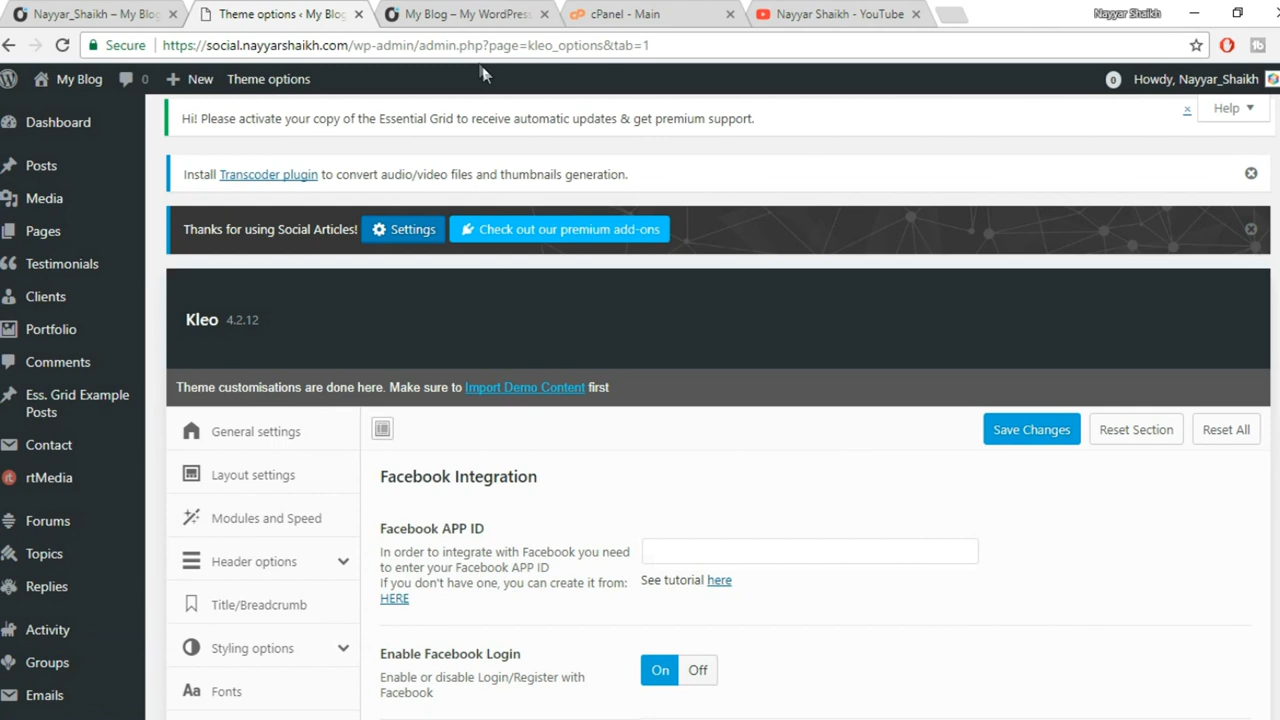 Nayyar_Shaikh – My Blog
Theme options ‹ My Blog
My Blog – My WordPress
cPanel - Main
Nayyar Shaikh - YouTube
Nayyar Shaikh
Secure
https://social.nayyarshaikh.com/wp-admin/admin.php?page=kleo_options&tab=1
My Blog
0
New
Theme options
0
Howdy, Nayyar_Shaikh
Dashboard
Posts
Media
Pages
Testimonials
Clients
Portfolio
Comments
Ess. Grid Example
Posts
Contact
rtMedia
Forums
Topics
Replies
Activity
Groups
Emails
Help
Hi! Please activate your copy of the Essential Grid to receive automatic updates & get premium support.
x
Install Transcoder plugin to convert audio/video files and thumbnails generation.
Thanks for using Social Articles!
Settings
Check out our premium add-ons
Kleo 4.2.12
Theme customisations are done here. Make sure to Import Demo Content first
General settings
Layout settings
Modules and Speed
Header options
Title/Breadcrumb
Styling options
Aa Fonts
Save Changes
Reset Section
Reset All
Facebook Integration
Facebook APP ID
In order to integrate with Facebook you need
to enter your Facebook APP ID
If you don't have one, you can create it from:
HERE
See tutorial here
Enable Facebook Login
Enable or disable Login/Register with
Facebook
On
Off